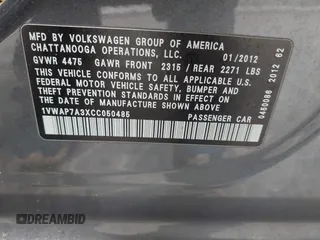 MFD. BY VOLKSWAGEN GROUP OF AMERICA
CHATTANOOGA OPERATIONS, LLC. 01/2012
GVWR 4475 GAWR FRONT 2315 / REAR 2271 LBS
THIS VEHICLE CONFORMS TO ALL APPLICABLE U.S.
FEDERAL MOTOR VEHICLE SAFETY, BUMPER, AND
THEFT PREVENTION STANDARDS IN EFFECT ON THE
DATE OF MANUFACTURE SHOWN ABOVE.
1VWAP7A3XCC050485 PASSENGER CAR
0450086 2012 62
DREAMBID